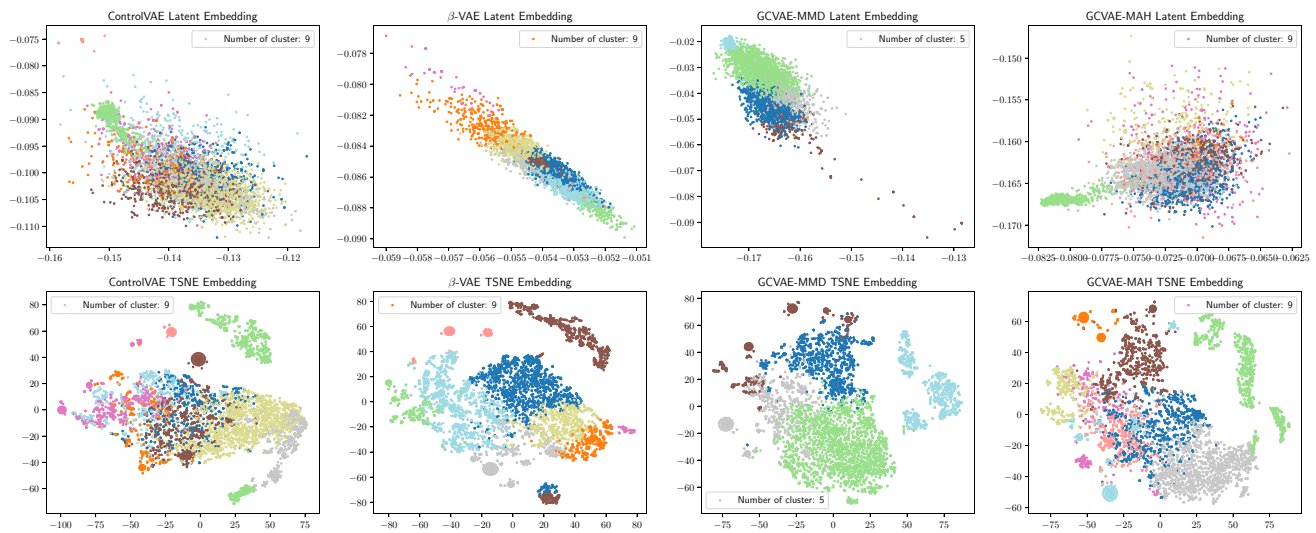 ControlVAE Latent Embedding
Number of cluster: 9
−0.075
−0.080
−0.085
−0.090
−0.095
−0.100
−0.105
−0.110
−0.16 −0.15 −0.14 −0.13 −0.12
β-VAE Latent Embedding
Number of cluster: 9
−0.078
−0.080
−0.082
−0.084
−0.086
−0.088
−0.090
−0.059 −0.058 −0.057 −0.056 −0.055 −0.054 −0.053 −0.052 −0.051
GCVAE-MMD Latent Embedding
Number of cluster: 5
−0.02
−0.03
−0.04
−0.05
−0.06
−0.07
−0.08
−0.09
−0.17 −0.16 −0.15 −0.14 −0.13
GCVAE-MAH Latent Embedding
Number of cluster: 9
−0.150
−0.155
−0.160
−0.165
−0.170
−0.0825 −0.0800 −0.0775 −0.0750 −0.0725 −0.0700 −0.0675 −0.0650 −0.0625
ControlVAE TSNE Embedding
Number of cluster: 9
80
60
40
20
0
−20
−40
−60
−100 −75 −50 −25 0 25 50 75
β-VAE TSNE Embedding
Number of cluster: 9
80
60
40
20
0
−20
−40
−60
−80
−80 −60 −40 −20 0 20 40 60 80
GCVAE-MMD TSNE Embedding
80
60
40
20
0
−20
−40
−60
Number of cluster: 5
−75 −50 −25 0 25 50 75
GCVAE-MAH TSNE Embedding
Number of cluster: 9
60
40
20
0
−20
−40
−60
−75 −50 −25 0 25 50 75